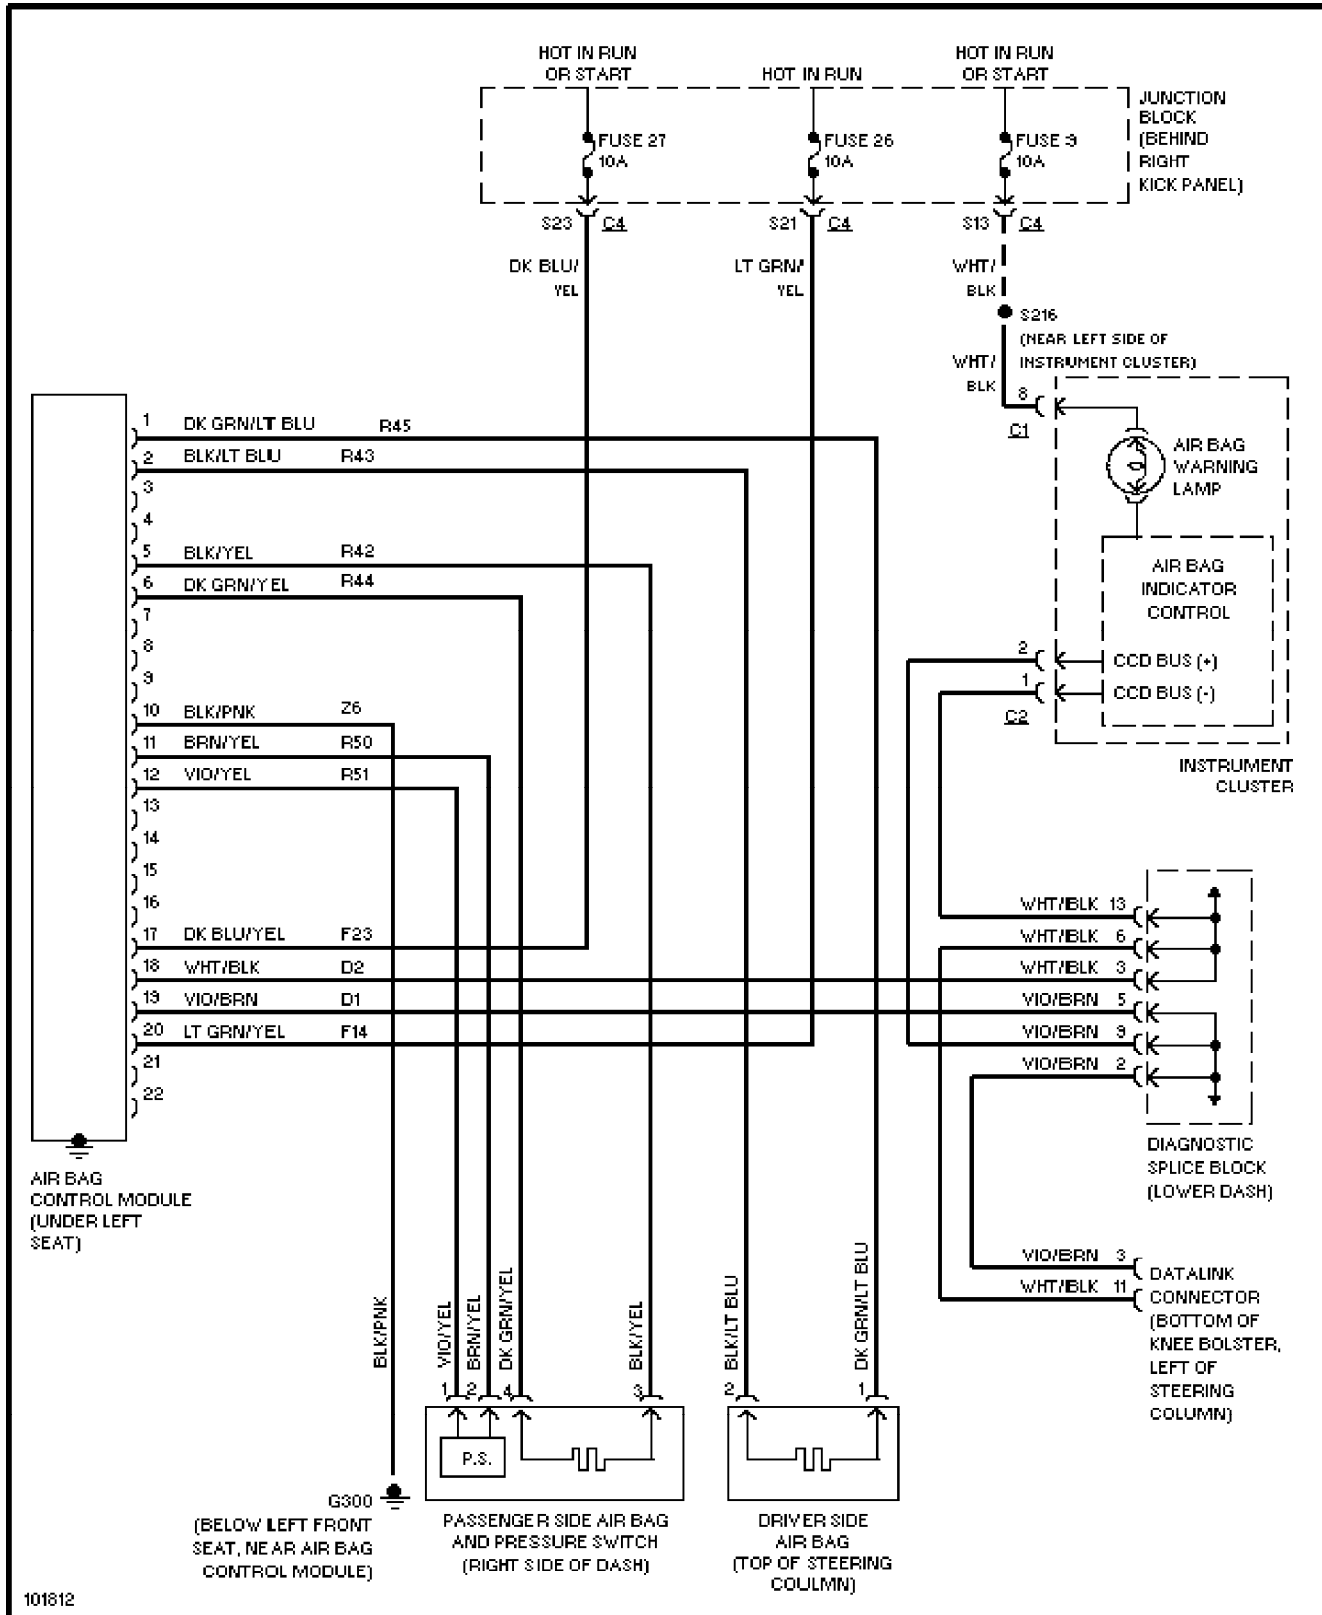 HOT IN RUN
OR START
HOT IN RUN
HOT IN RUN
OR START
JUNCTION
BLOCK
(BEHIND
RIGHT
KICK PANEL)
FUSE 27
10A
FUSE 26
10A
FUSE 9
10A
S23 C4
S21 C4
S13 C4
DK BLU/
YEL
LT GRN/
YEL
WHT/
BLK
S216
(NEAR LEFT SIDE OF
INSTRUMENT CLUSTER)
WHT/
BLK
8
C1
AIR BAG
WARNING
LAMP
AIR BAG
INDICATOR
CONTROL
2 CCD BUS (+)
1 CCD BUS (-)
C2
INSTRUMENT
CLUSTER
1 DK GRN/LT BLU R45
2 BLK/LT BLU R43
3
4
5 BLK/YEL R42
6 DK GRN/YEL R44
7
8
9
10 BLK/PNK Z6
11 BRN/YEL R50
12 VIO/YEL R51
13
14
15
16
17 DK BLU/YEL F23
18 WHT/BLK D2
19 VIO/BRN D1
20 LT GRN/YEL F14
21
22
AIR BAG
CONTROL MODULE
(UNDER LEFT
SEAT)
WHT/BLK 13
WHT/BLK 6
WHT/BLK 3
VIO/BRN 5
VIO/BRN 9
VIO/BRN 2
DIAGNOSTIC
SPLICE BLOCK
(LOWER DASH)
VIO/BRN 3
WHT/BLK 11
DATALINK
CONNECTOR
(BOTTOM OF
KNEE BOLSTER,
LEFT OF
STEERING
COLUMN)
BLK/PNK
VIO/YEL
BRN/YEL
DK GRN/YEL
BLK/YEL
BLK/LT BLU
DK GRN/LT BLU
1 2 4 3
2 1
P.S.
G300
(BELOW LEFT FRONT
SEAT, NEAR AIR BAG
CONTROL MODULE)
PASSENGER SIDE AIR BAG
AND PRESSURE SWITCH
(RIGHT SIDE OF DASH)
DRIVER SIDE
AIR BAG
(TOP OF STEERING
COULMN)
101812